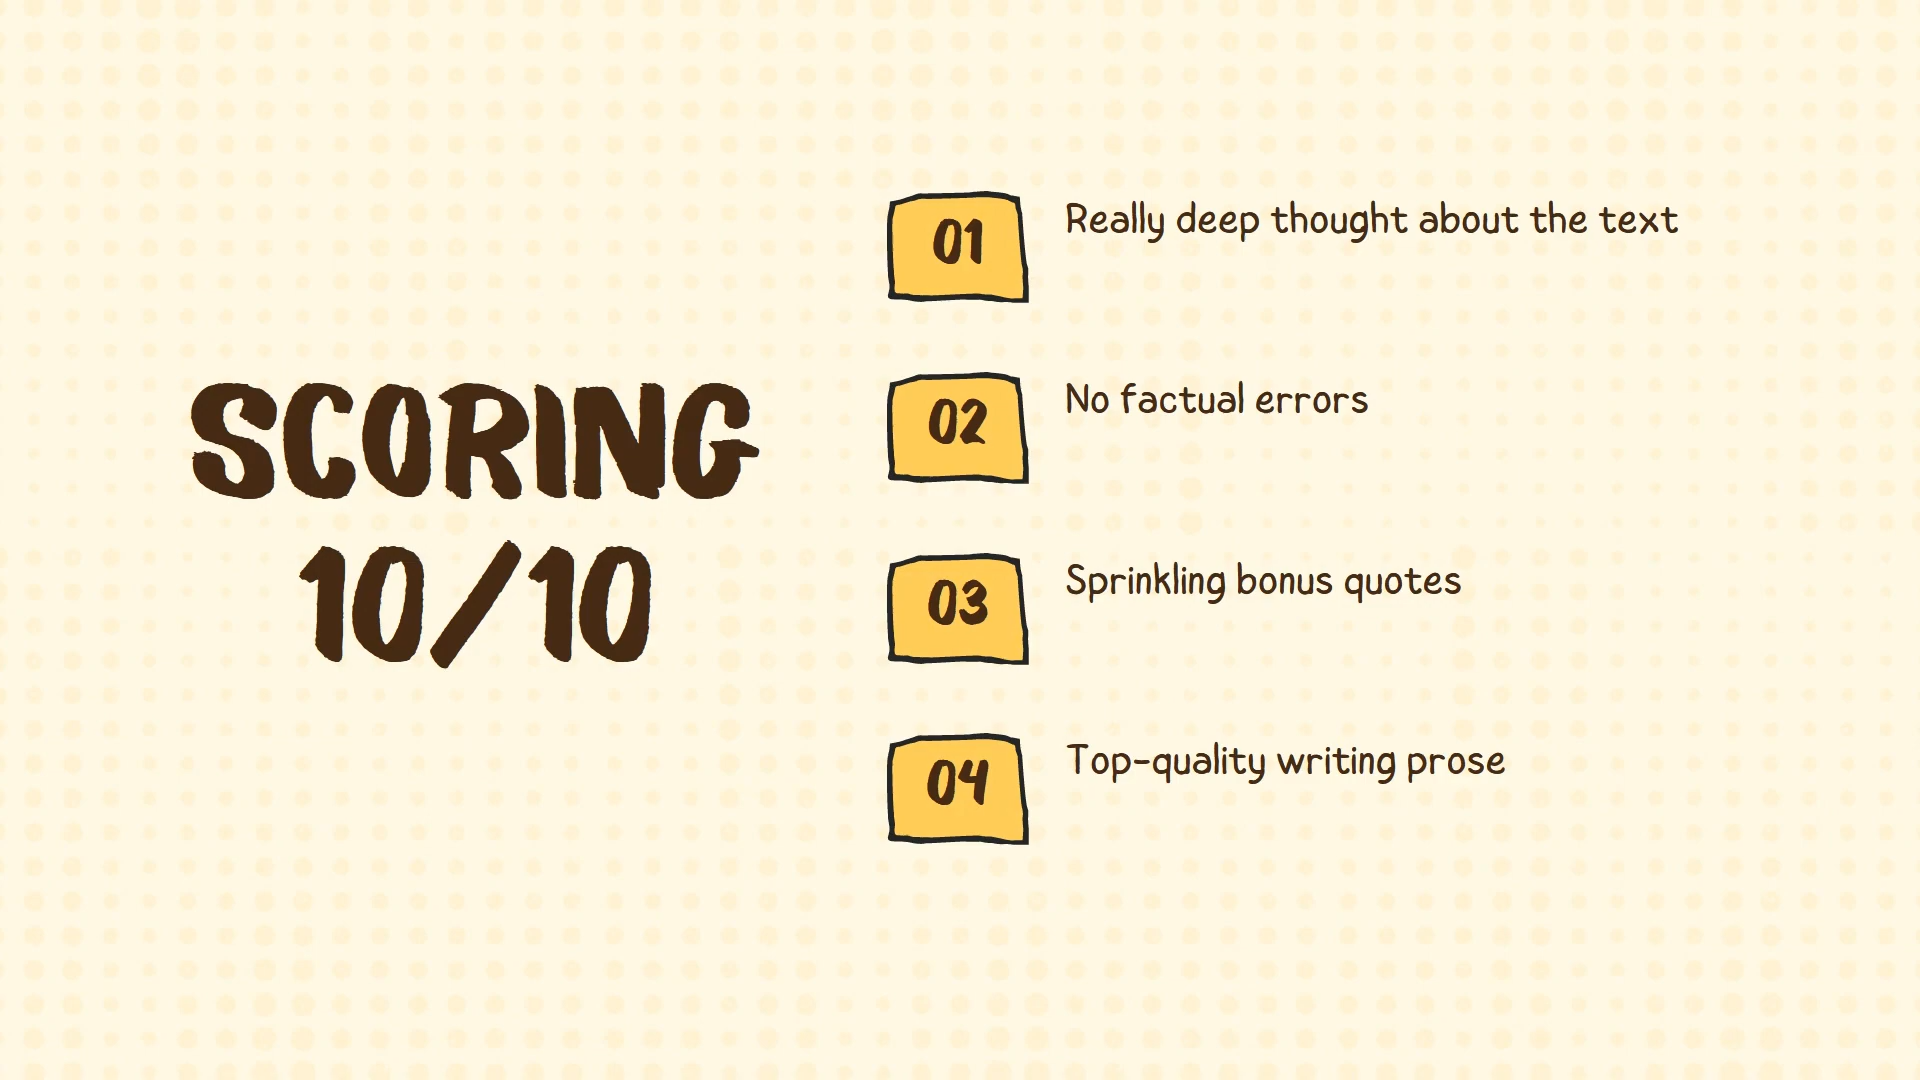 SCORING
10/10
01
Really deep thought about the text
02
No factual errors
03
Sprinkling bonus quotes
04
Top-quality writing prose